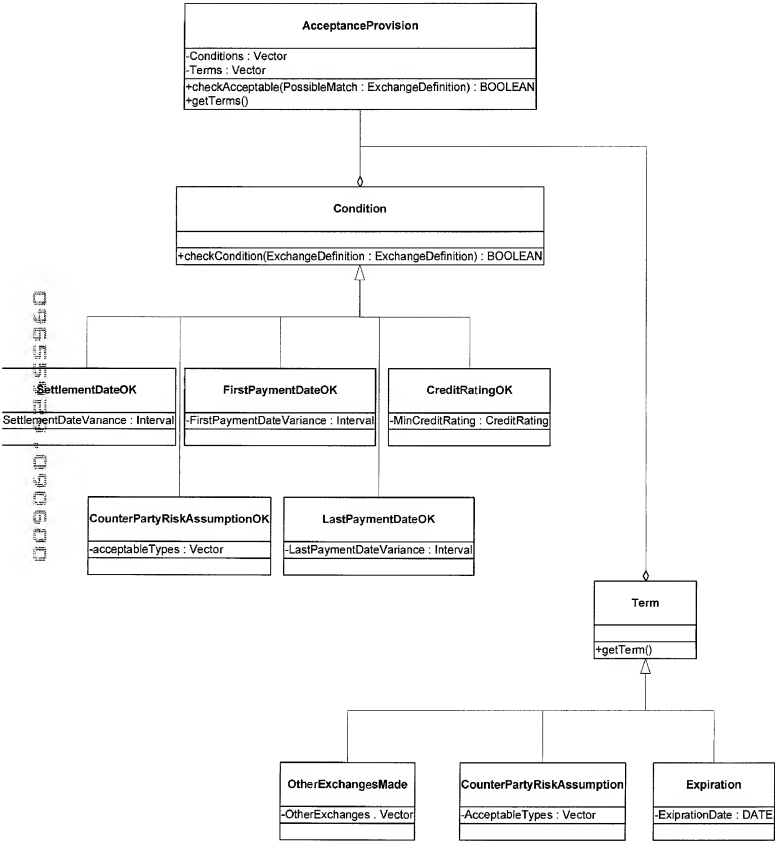 AcceptanceProvision
-Conditions : Vector
-Terms : Vector
+checkAcceptable(PossibleMatch : ExchangeDefinition) : BOOLEAN
+getTerms()
Condition
+checkCondition(ExchangeDefinition : ExchangeDefinition) : BOOLEAN
SettlementDateOK
SettlementDateVariance : Interval
FirstPaymentDateOK
-FirstPaymentDateVariance : Interval
CreditRatingOK
-MinCreditRating : CreditRating
CounterPartyRiskAssumptionOK
-acceptableTypes : Vector
LastPaymentDateOK
-LastPaymentDateVariance : Interval
Term
+getTerm()
OtherExchangesMade
-OtherExchanges : Vector
CounterPartyRiskAssumption
-AcceptableTypes : Vector
Expiration
-ExiprationDate : DATE